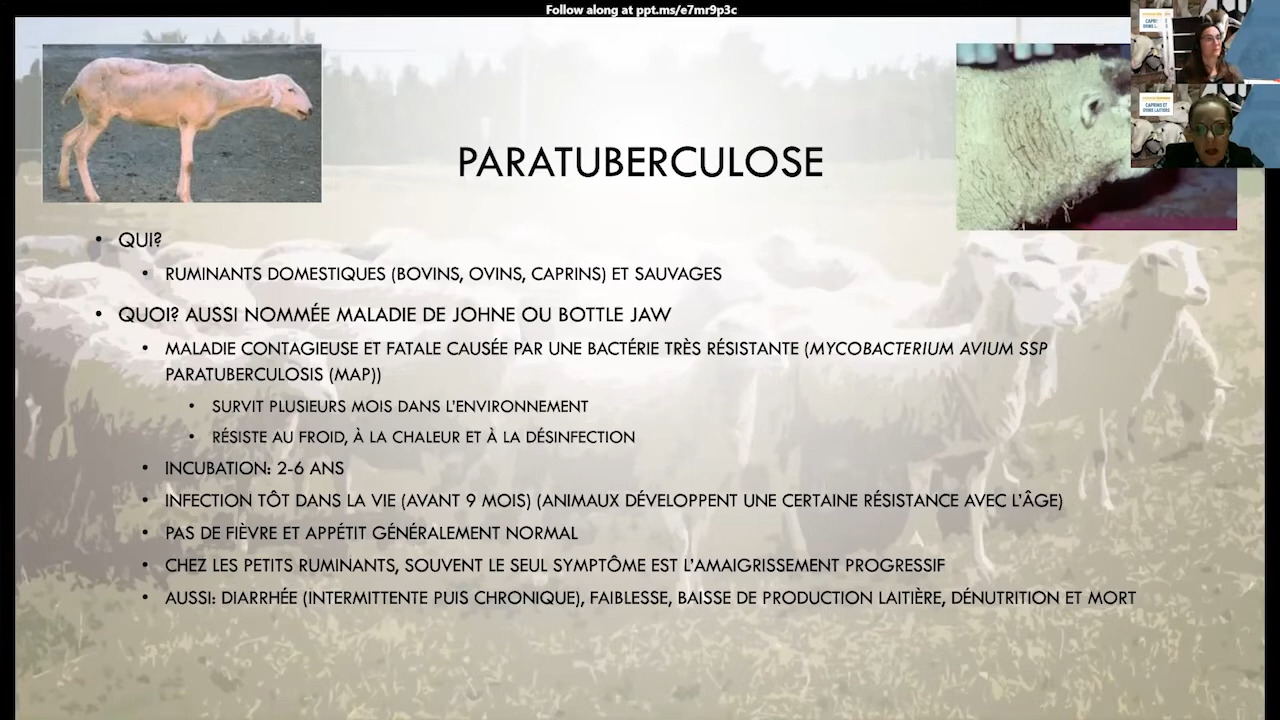 Follow along at ppt.ms/e7mr9p3c
PARATUBERCULOSE
• QUI?
• RUMINANTS DOMESTIQUES (BOVINS, OVINS, CAPRINS) ET SAUVAGES
• QUOI? AUSSI NOMMÉE MALADIE DE JOHNE OU BOTTLE JAW
• MALADIE CONTAGIEUSE ET FATALE CAUSÉE PAR UNE BACTÉRIE TRÈS RÉSISTANTE (MYCOBACTERIUM AVIUM SSP
PARATUBERCULOSIS (MAP))
• SURVIT PLUSIEURS MOIS DANS L'ENVIRONNEMENT
• RÉSISTE AU FROID, À LA CHALEUR ET À LA DÉSINFECTION
• INCUBATION: 2-6 ANS
• INFECTION TÔT DANS LA VIE (AVANT 9 MOIS) (ANIMAUX DÉVELOPPENT UNE CERTAINE RÉSISTANCE AVEC L'ÂGE)
• PAS DE FIÈVRE ET APPÉTIT GÉNÉRALEMENT NORMAL
• CHEZ LES PETITS RUMINANTS, SOUVENT LE SEUL SYMPTÔME EST L'AMAIGRISSEMENT PROGRESSIF
• AUSSI: DIARRHÉE (INTERMITTENTE PUIS CHRONIQUE), FAIBLESSE, BAISSE DE PRODUCTION LAITIÈRE, DÉNUTRITION ET MORT
CAPRINS ET
OVINS LAITIERS